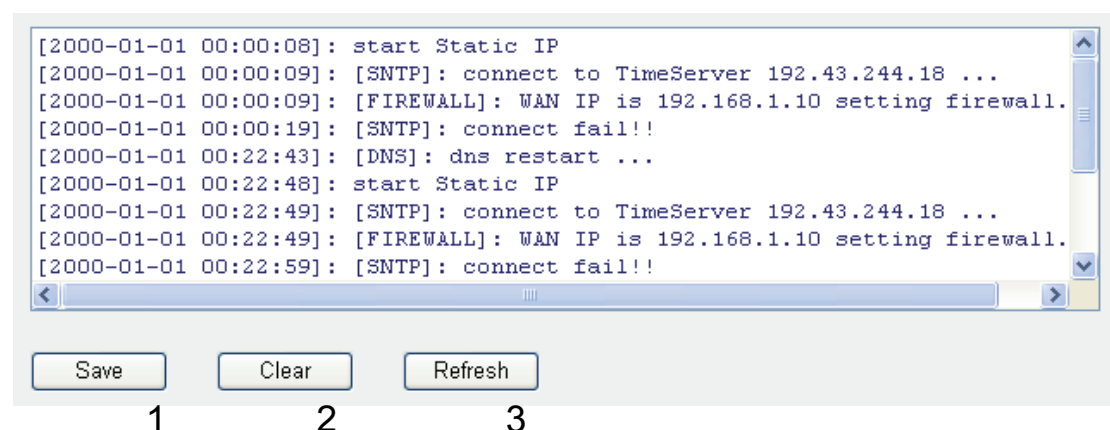 [2000-01-01 00:00:08]: start Static IP
[2000-01-01 00:00:09]: [SNTP]: connect to TimeServer 192.43.244.18 ...
[2000-01-01 00:00:09]: [FIREWALL]: WAN IP is 192.168.1.10 setting firewall.
[2000-01-01 00:00:19]: [SNTP]: connect fail!!
[2000-01-01 00:22:43]: [DNS]: dns restart ...
[2000-01-01 00:22:48]: start Static IP
[2000-01-01 00:22:49]: [SNTP]: connect to TimeServer 192.43.244.18 ...
[2000-01-01 00:22:49]: [FIREWALL]: WAN IP is 192.168.1.10 setting firewall.
[2000-01-01 00:22:59]: [SNTP]: connect fail!!
Save Clear Refresh
1 2 3